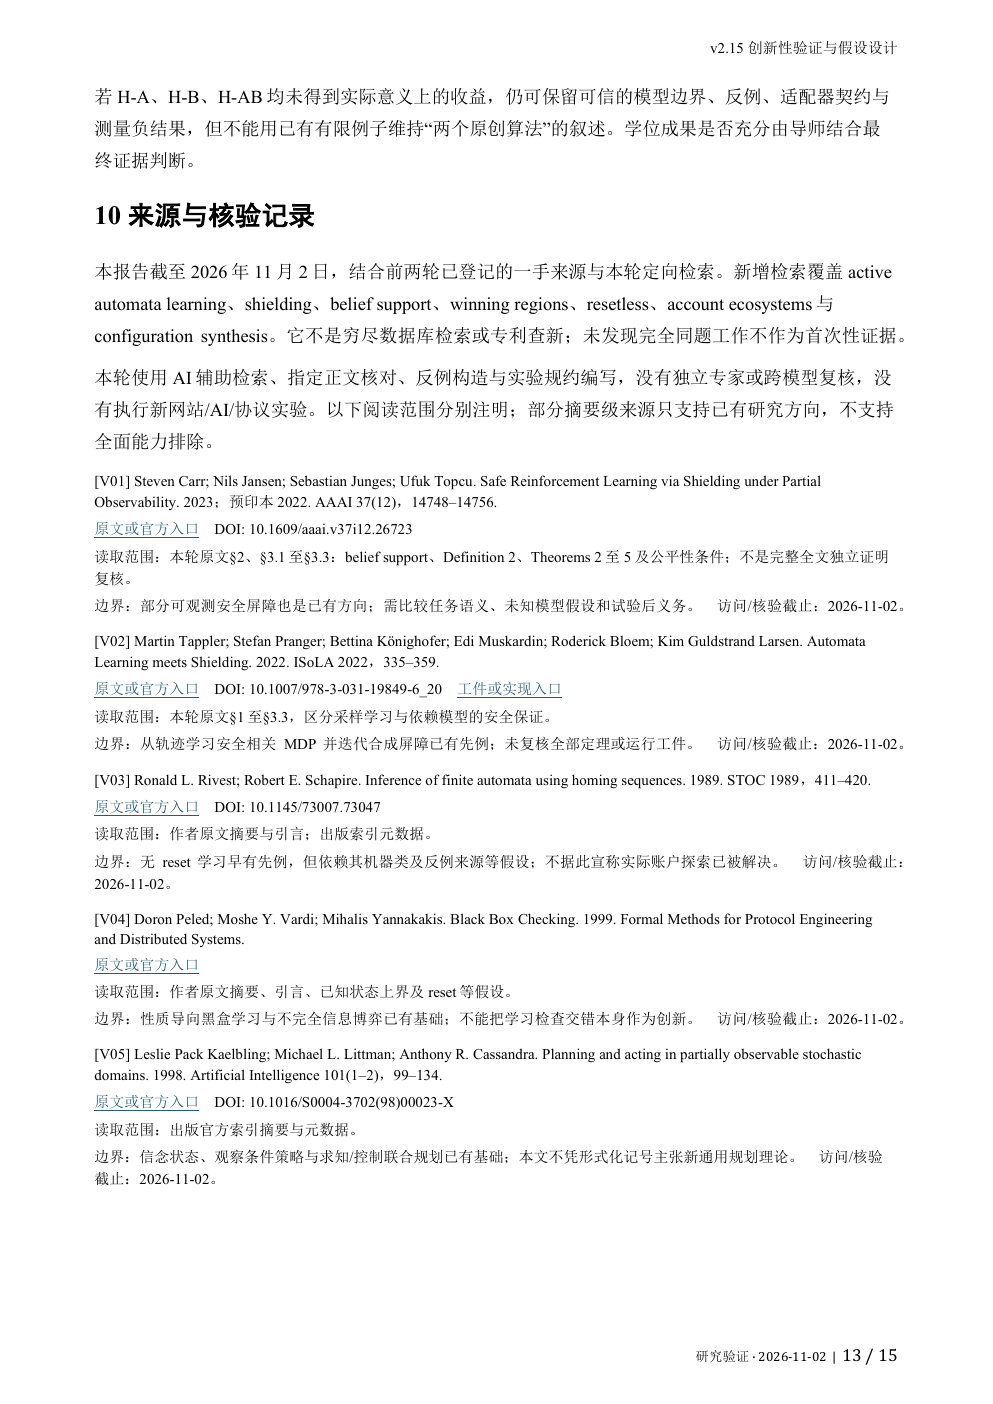 v2.15 创新性验证与假设设计
若 H-A、H-B、H-AB 均未得到实际意义上的收益，仍可保留可信的模型边界、反例、适配器契约与
测量负结果，但不能用已有有限例子维持“两个原创算法”的叙述。学位成果是否充分由导师结合最
终证据判断。
10 来源与核验记录
本报告截至 2026 年 11 月 2 日，结合前两轮已登记的一手来源与本轮定向检索。新增检索覆盖 active
automata learning、shielding、belief support、winning regions、resetless、account ecosystems 与
configuration synthesis。它不是穷尽数据库检索或专利查新；未发现完全同题工作不作为首次性证据。
本轮使用 AI 辅助检索、指定正文核对、反例构造与实验规约编写，没有独立专家或跨模型复核，没
有执行新网站/AI/协议实验。以下阅读范围分别注明；部分摘要级来源只支持已有研究方向，不支持
全面能力排除。
[V01] Steven Carr; Nils Jansen; Sebastian Junges; Ufuk Topcu. Safe Reinforcement Learning via Shielding under Partial
Observability. 2023；预印本 2022. AAAI 37(12)，14748–14756.
原文或官方入口 DOI: 10.1609/aaai.v37i12.26723
读取范围：本轮原文§2、§3.1 至§3.3：belief support、Definition 2、Theorems 2 至 5 及公平性条件；不是完整全文独立证明
复核。
边界：部分可观测安全屏障也是已有方向；需比较任务语义、未知模型假设和试验后义务。 访问/核验截止：2026-11-02。
[V02] Martin Tappler; Stefan Pranger; Bettina Könighofer; Edi Muskardin; Roderick Bloem; Kim Guldstrand Larsen. Automata
Learning meets Shielding. 2022. ISoLA 2022，335–359.
原文或官方入口 DOI: 10.1007/978-3-031-19849-6_20 工件或实现入口
读取范围：本轮原文§1 至§3.3，区分采样学习与依赖模型的安全保证。
边界：从轨迹学习安全相关 MDP 并迭代合成屏障已有先例；未复核全部定理或运行工件。 访问/核验截止：2026-11-02。
[V03] Ronald L. Rivest; Robert E. Schapire. Inference of finite automata using homing sequences. 1989. STOC 1989，411–420.
原文或官方入口 DOI: 10.1145/73007.73047
读取范围：作者原文摘要与引言；出版索引元数据。
边界：无 reset 学习早有先例，但依赖其机器类及反例来源等假设；不据此宣称实际账户探索已被解决。 访问/核验截止：
2026-11-02。
[V04] Doron Peled; Moshe Y. Vardi; Mihalis Yannakakis. Black Box Checking. 1999. Formal Methods for Protocol Engineering
and Distributed Systems.
原文或官方入口
读取范围：作者原文摘要、引言、已知状态上界及 reset 等假设。
边界：性质导向黑盒学习与不完全信息博弈已有基础；不能把学习检查交错本身作为创新。 访问/核验截止：2026-11-02。
[V05] Leslie Pack Kaelbling; Michael L. Littman; Anthony R. Cassandra. Planning and acting in partially observable stochastic
domains. 1998. Artificial Intelligence 101(1–2)，99–134.
原文或官方入口 DOI: 10.1016/S0004-3702(98)00023-X
读取范围：出版官方索引摘要与元数据。
边界：信念状态、观察条件策略与求知/控制联合规划已有基础；本文不凭形式化记号主张新通用规划理论。 访问/核验
截止：2026-11-02。
研究验证 · 2026-11-02 | 13 / 15